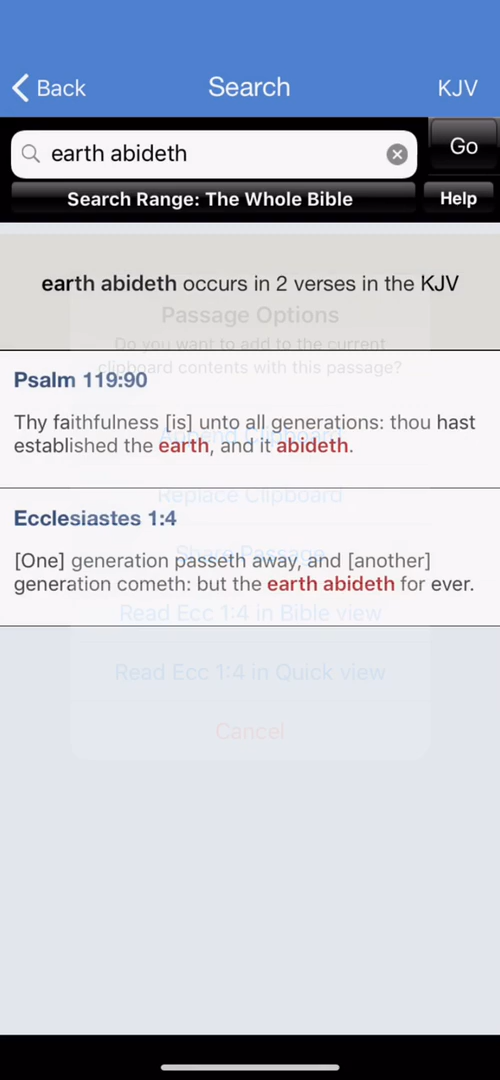 Back
Search
KJV
earth abideth
Go
Search Range: The Whole Bible
Help
earth abideth occurs in 2 verses in the KJV
Passage Options
Do you want to add to the current
clipboard contents with this passage?
Psalm 119:90
Thy faithfulness [is] unto all generations: thou hast
established the earth, and it abideth.
Append Clipboard
Replace Clipboard
Ecclesiastes 1:4
[One] generation passeth away, and [another]
generation cometh: but the earth abideth for ever.
Share Passage
Read Ecc 1:4 in Bible view
Read Ecc 1:4 in Quick view
Cancel